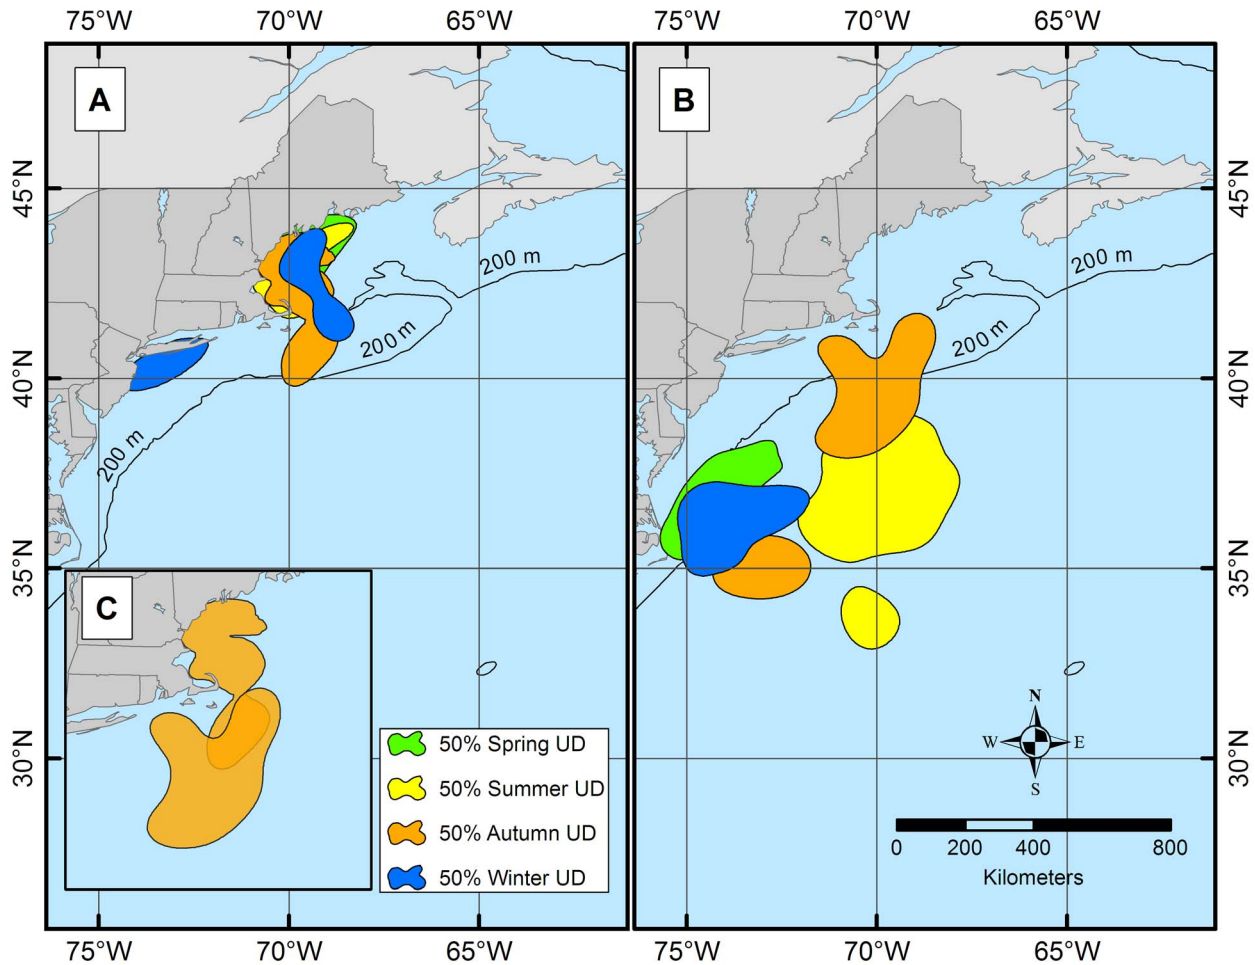 75°W 70°W 65°W 75°W 70°W 65°W
A
B
45°N
45°N
200 m
200 m
200 m
200 m
40°N
40°N
200 m
35°N
35°N
C
N
W E
S
30°N
30°N
50% Spring UD
50% Summer UD
50% Autumn UD
50% Winter UD
0 200 400 800
Kilometers
75°W 70°W 65°W 75°W 70°W 65°W